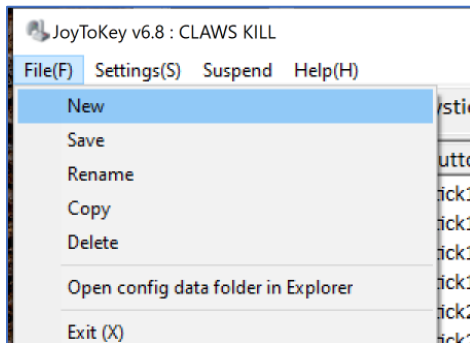 JoyToKey v6.8 : CLAWS KILL
File(F) Settings(S) Suspend Help(H)
New
Save
Rename
Copy
Delete
Open config data folder in Explorer
Exit (X)